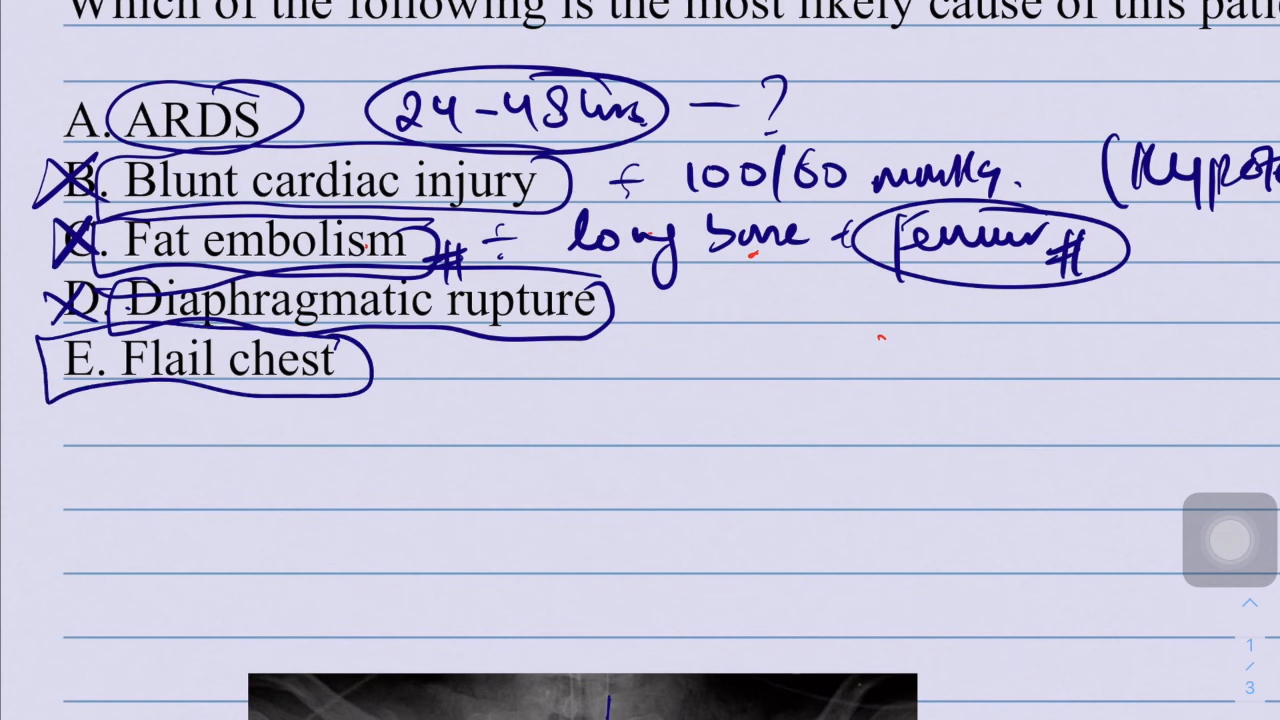 Which of the following is the most likely cause of this patie
A. ARDS 24-48 hrs — ?
B. Blunt cardiac injury ÷ 100/60 mmHg. (Hypote
C. Fat embolism # ÷ long bone Femur #
D. Diaphragmatic rupture
E. Flail chest
1
/
3